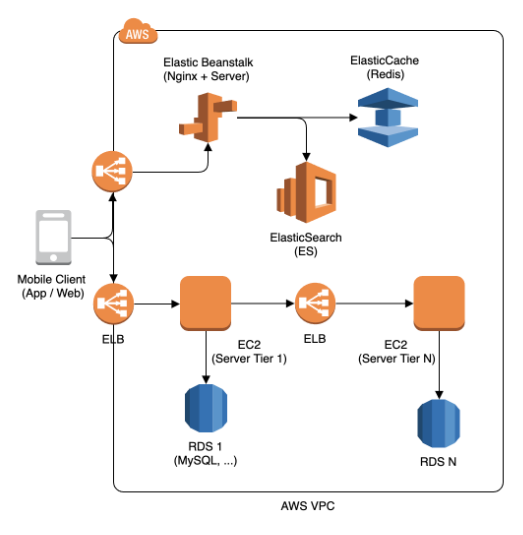 AWS
Elastic Beanstalk
(Nginx + Server)
ElasticCache
(Redis)
ElasticSearch
(ES)
Mobile Client
(App / Web)
ELB
EC2
(Server Tier 1)
ELB
EC2
(Server Tier N)
RDS 1
(MySQL, ...)
RDS N
AWS VPC